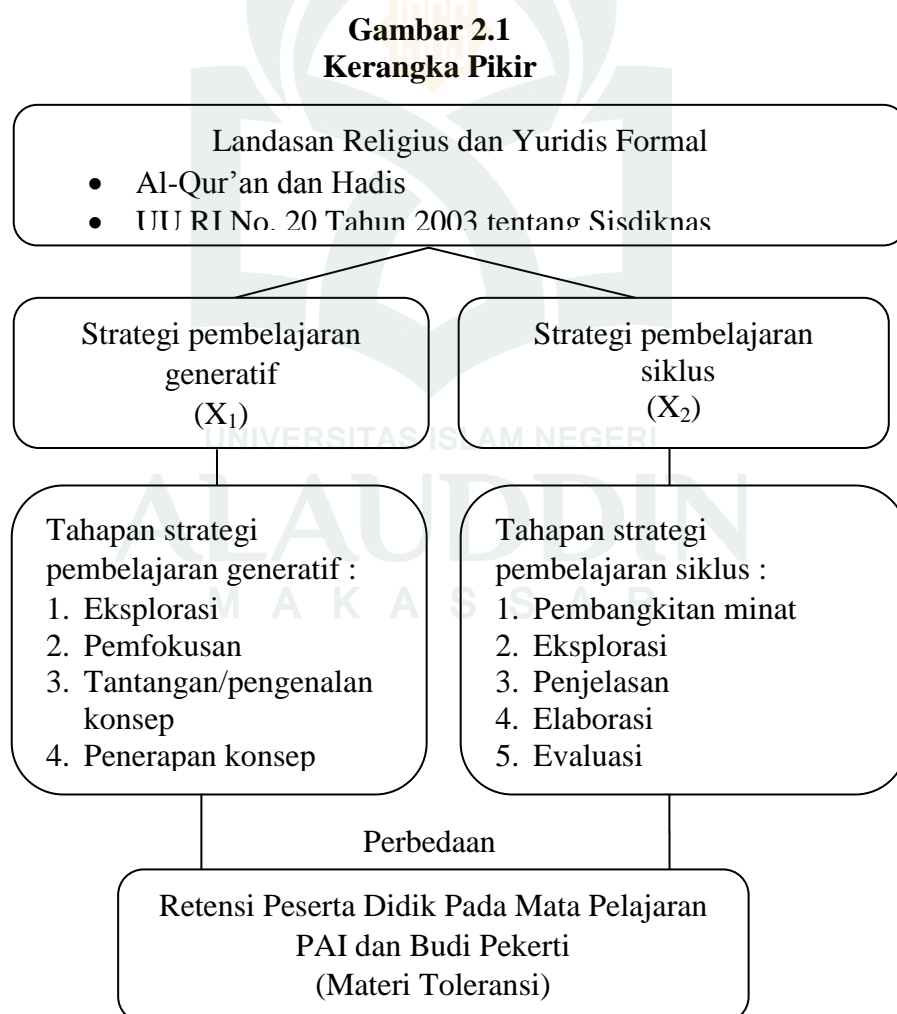 Gambar 2.1
Kerangka Pikir
Landasan Religius dan Yuridis Formal
• Al-Qur’an dan Hadis
• UU RI No. 20 Tahun 2003 tentang Sisdiknas
Strategi pembelajaran
generatif
(X₁)
Strategi pembelajaran
siklus
(X₂)
UNIVERSITAS ISLAM NEGERI
ALAUDDIN
MAKASSAR
Tahapan strategi
pembelajaran generatif :
1. Eksplorasi
2. Pemfokusan
3. Tantangan/pengenalan
konsep
4. Penerapan konsep
Tahapan strategi
pembelajaran siklus :
1. Pembangkitan minat
2. Eksplorasi
3. Penjelasan
4. Elaborasi
5. Evaluasi
Perbedaan
Retensi Peserta Didik Pada Mata Pelajaran
PAI dan Budi Pekerti
(Materi Toleransi)